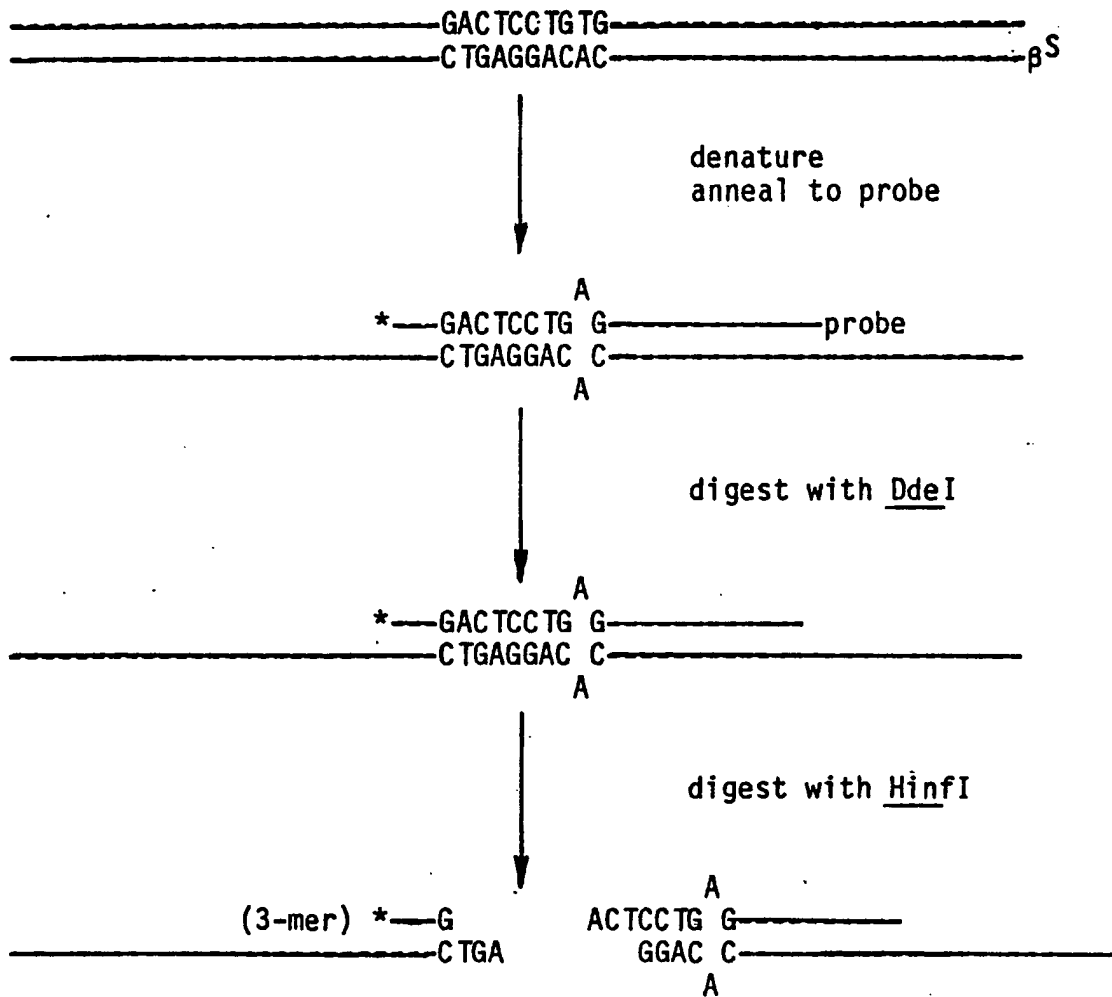 GACTCCTGTG
CTGAGGACAC
βS
denature
anneal to probe
A
*—GACTCCTG G probe
CTGAGGAC C
A
digest with DdeI
A
*—GACTCCTG G
CTGAGGAC C
A
digest with HinfI
A
(3-mer) *—G ACTCCTG G
CTGA GGAC C
A